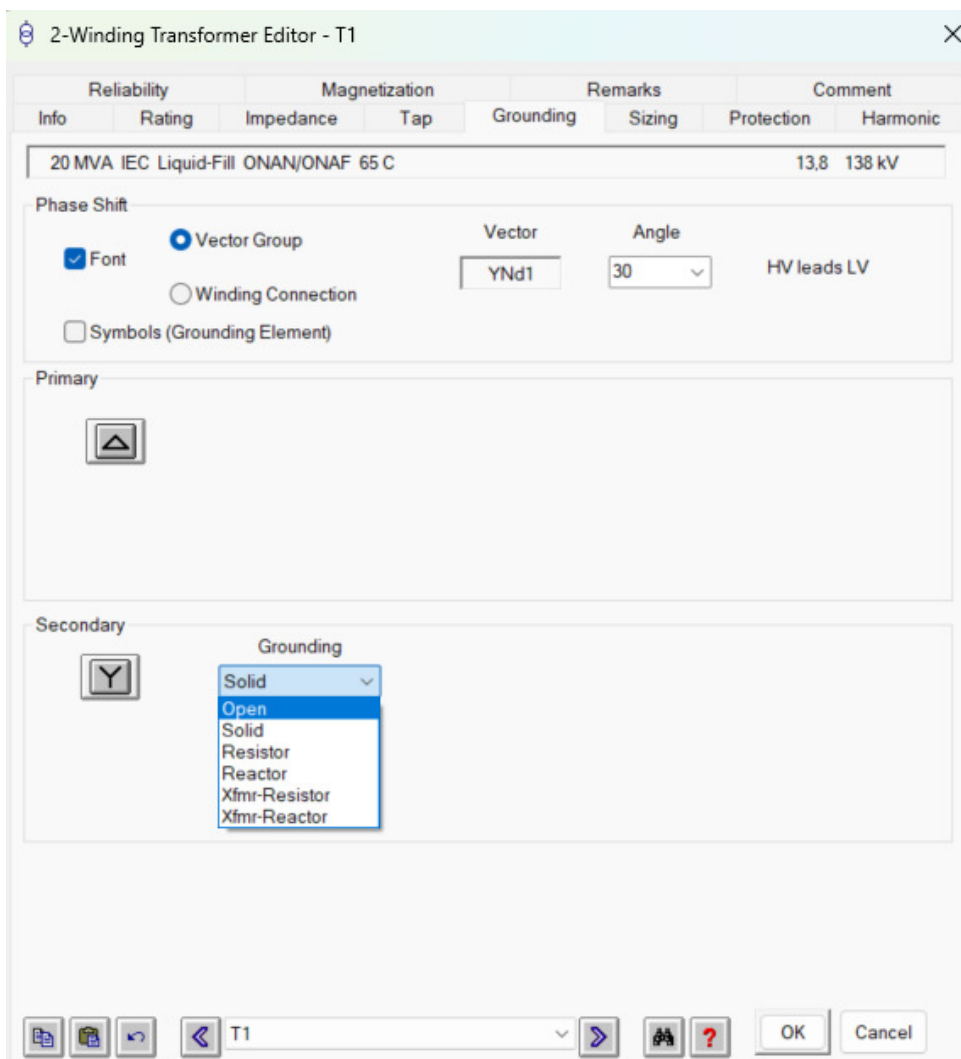 2-Winding Transformer Editor - T1
Reliability Magnetization Remarks Comment
Info Rating Impedance Tap Grounding Sizing Protection Harmonic
20 MVA IEC Liquid-Fill ONAN/ONAF 65 C 13,8 138 kV
Phase Shift
Vector Group Vector Angle
Font YNd1 30 HV leads LV
Winding Connection
Symbols (Grounding Element)
Primary
Secondary
Grounding
Y Solid
Open
Solid
Resistor
Reactor
Xfmr-Resistor
Xfmr-Reactor
T1 ? OK Cancel